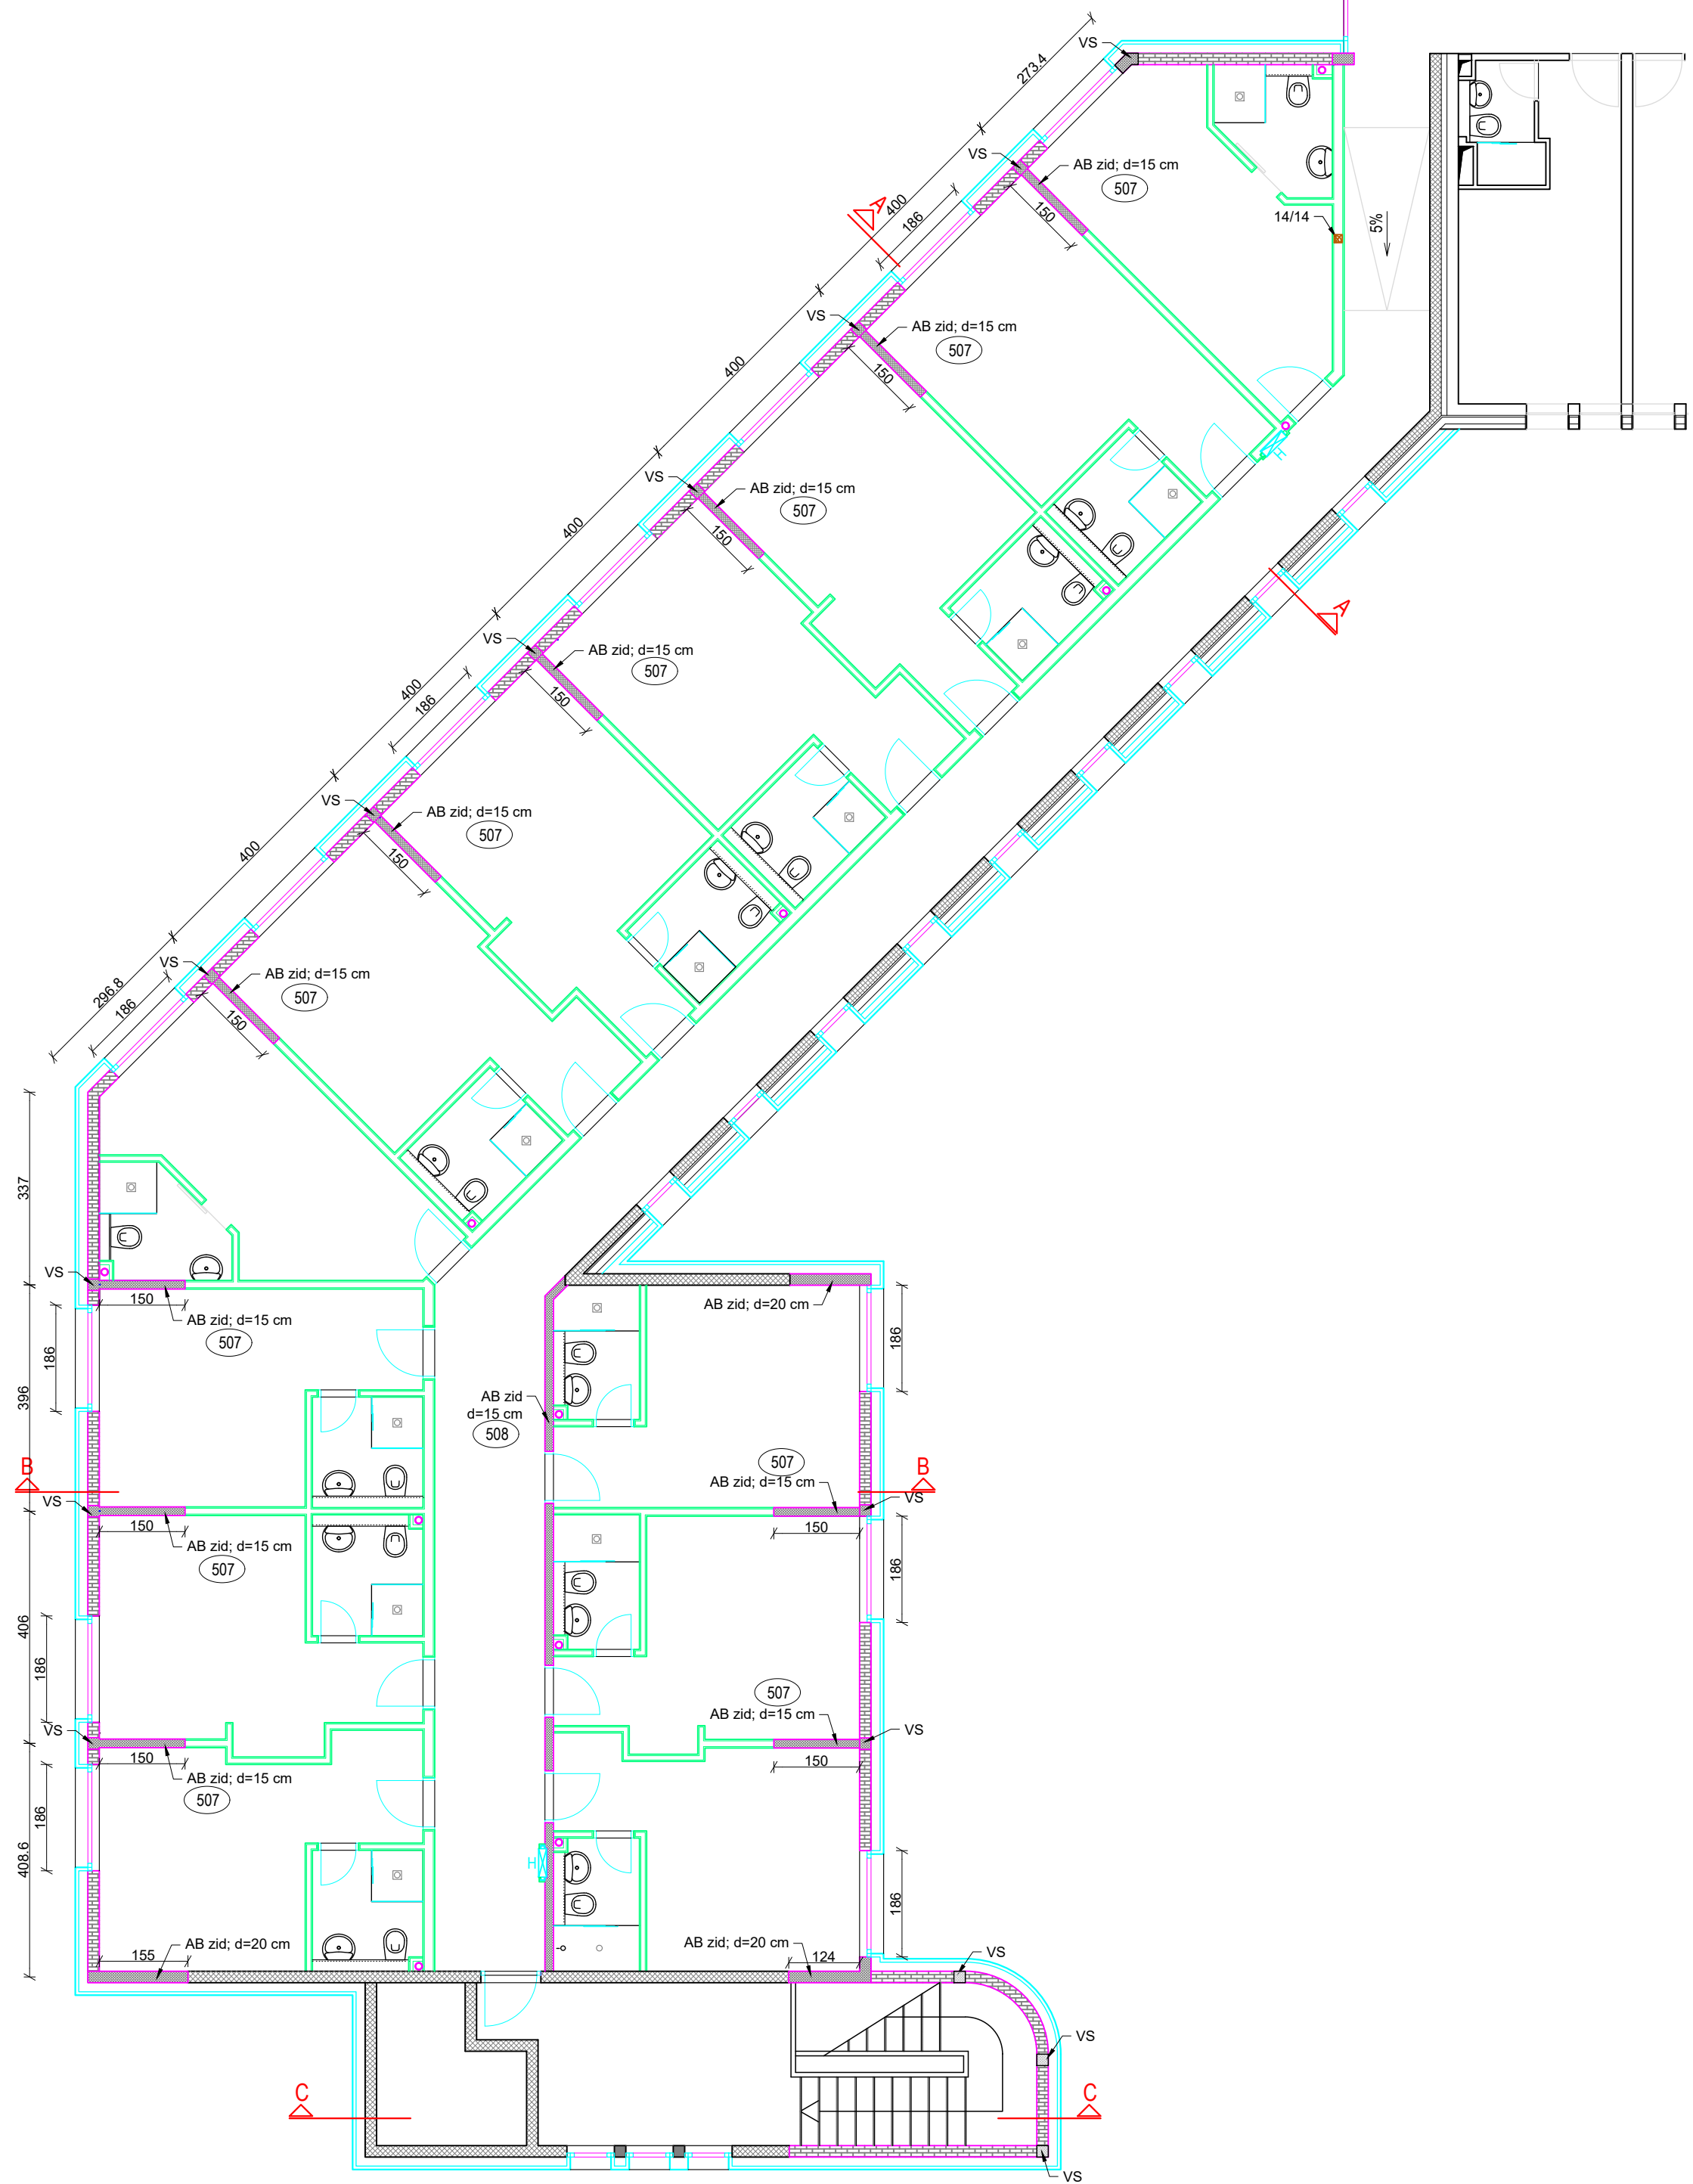 VS
273.4
VS
AB zid; d=15 cm
507
400
A
186
150
14/14
5%
VS
AB zid; d=15 cm
507
400
150
VS
AB zid; d=15 cm
507
400
150
H
A
VS
AB zid; d=15 cm
507
400
186
150
VS
AB zid; d=15 cm
507
400
150
VS
AB zid; d=15 cm
507
296.8
186
150
337
VS
150
AB zid; d=15 cm
507
186
396
AB zid; d=20 cm
186
AB zid
d=15 cm
508
507
AB zid; d=15 cm
B
B
VS
VS
150
AB zid; d=15 cm
507
150
186
406
186
507
AB zid; d=15 cm
VS
VS
150
AB zid; d=15 cm
507
150
186
408.6
H
186
155
AB zid; d=20 cm
AB zid; d=20 cm
124
VS
VS
C
C
VS